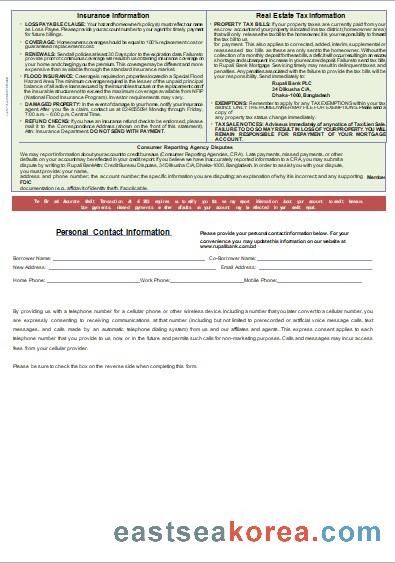 Insurance Information
LOSS PAYABLE CLAUSE: Your hazard/homeowners policy(s) must reflect our name
as Loss Payee. Please provide your account number to your agent for timely payment
for future billings.
COVERAGE: Homeowners coverage should be equal to 100% replacement cost or
guaranteed replacement cost.
RENEWALS: Send all policies at least 30 Days prior to the expiration date. Failure to
provide proof of continuous coverage will result in us obtaining insurance coverage on
your home and charging you the premium. This coverage may be different and more
expensive than available through the standard insurance market.
FLOOD INSURANCE: Coverage is required on properties located in a Special Flood
Hazard Area. The minimum coverage required is the lesser of the unpaid principal
balance of all active loans secured by the insurable structure or the replacement cost of
the insurable structure not to exceed the maximum coverage available from NFIP
(National Flood Insurance Program). Investor requirements may vary.
DAMAGED PROPERTY: In the event of damage to your home, notify your insurance
agent. After you file a claim, contact us at Monday through Friday,
7:00 a.m. – 6:00 p.m. Central Time.
REFUND CHECKS: If you have an insurance refund check to be endorsed, please
mail it to the Correspondence Address (shown on the front of this statement),
Attn: Insurance Department. DO NOT SEND WITH PAYMENT.
Real Estate Tax Information
PROPERTY TAX BILLS: If your property taxes are currently paid from your
escrow account and your property is located in a tax district (homeowner area)
that will only release the tax bill to the homeowner, it is your responsibility to forward
the tax bill to us
for payment. This also applies to corrected, added, interim, supplemental or
reassessed tax bills as these are only sent to the homeowner. Without the
collection of a monthly deposit for these bills, a deficit will occur resulting in an escrow
shortage and subsequent increase in your escrow deposit. Failure to send tax bills
to Rupali Bank Mortgage Servicing timely may result in delinquent taxes and
penalties. Any penalties associated with the failure to provide the tax bills will be
your responsibility. Send immediately to:
Rupali Bank PLC
34 Dilkusha C/A,
Dhaka-1000, Bangladesh
EXEMPTIONS: Remember to apply for any TAX EXEMPTIONS within your tax
district. ONLY THE HOMEOWNER MAY FILE FOR EXEMPTIONS. Please send a
copy of
any property tax status change immediately.
TAX SALE NOTICES: Advise us immediately of any notice of Tax/Lien Sale.
FAILURE TO DO SO MAY RESULT IN LOSS OF YOUR PROPERTY. YOU WILL
REMAIN RESPONSIBLE FOR REPAYMENT OF YOUR MORTGAGE
ACCOUNT.
Consumer Reporting Agency Disputes
We may report information about your account to credit bureaus (Consumer Reporting Agencies, CRA). Late payments, missed payments, or other
defaults on your account may be reflected in your credit report. If you believe we have inaccurately reported information to a CRA, you may submit a
dispute by writing to Rupali Bank Attn: Credit Bureau Disputes, 34 Dilkusha C/A, Dhaka-1000, Bangladesh. In order to assist you with your dispute,
you must provide: your name,
address and phone number; the account number; the specific information you are disputing; an explanation of why it is incorrect; and any supporting Member
FDIC
documentation (e.g., affidavit of identity theft), if applicable.
Personal Contact Information
Please provide your personal contact information below. For your
convenience you may update this information on our website at
www.rupalibank.com.bd
Borrower Name: Co-Borrower Name:
New Address: Email Address:
Home Phone: Work Phone: Mobile Phone:
By providing us with a telephone number for a cellular phone or other wireless device, including a number that you later convert to a cellular number, you
are expressly consenting to receiving communications at that number (including but not limited to prerecorded or artificial voice message calls, text
messages, and calls made by an automatic telephone dialing system) from us and our affiliates and agents. This express consent applies to each
telephone number that you provide to us now or in the future and permits such calls for non-marketing purposes. Calls and messages may incur access
fees from your cellular provider.
Please be sure to check the box on the reverse side when completing this form.
eastseakorea.com